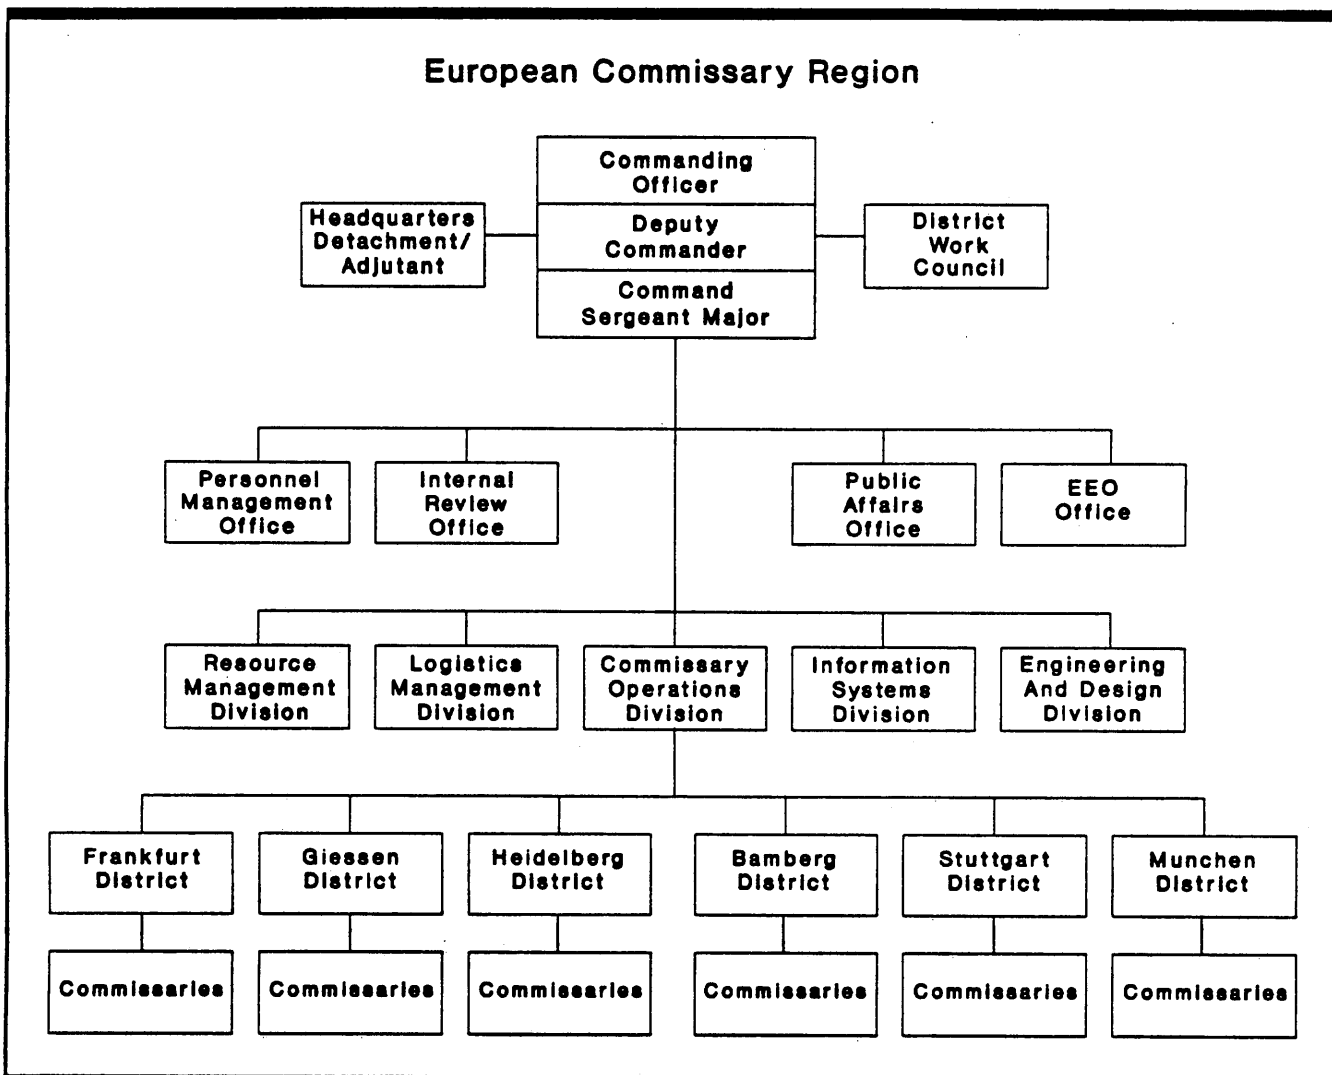 European Commissary Region
Commanding
Officer
Headquarters
Detachment/
Adjutant
Deputy
Commander
District
Work
Council
Command
Sergeant Major
Personnel
Management
Office
Internal
Review
Office
Public
Affairs
Office
EEO
Office
Resource
Management
Division
Logistics
Management
Division
Commissary
Operations
Division
Information
Systems
Division
Engineering
And Design
Division
Frankfurt
District
Giessen
District
Heidelberg
District
Bamberg
District
Stuttgart
District
Munchen
District
Commissaries
Commissaries
Commissaries
Commissaries
Commissaries
Commissaries